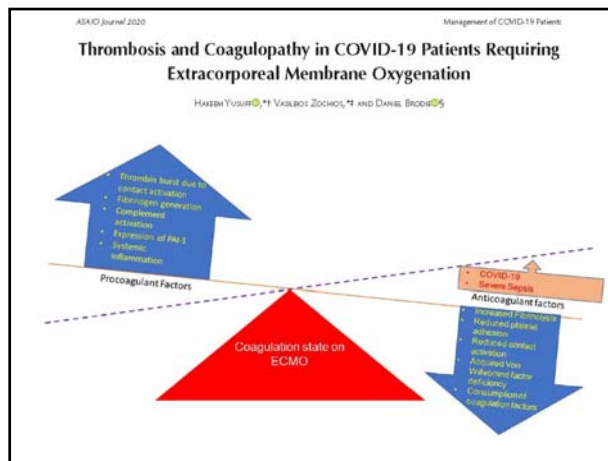 ASAIO Journal 2020
Management of COVID-19 Patients
Thrombosis and Coagulopathy in COVID-19 Patients Requiring
Extracorporeal Membrane Oxygenation
HAKEEM YUSUFF,*† VASILEIOS ZOCHIOS,*‡ AND DANIEL BRODIE§
• Thrombin burst due to
contact activation
• Fibrinogen generation
• Complement
activation
• Expression of PAI-1
• Systemic
inflammation
Procoagulant Factors
• COVID-19
• Severe Sepsis
Anticoagulant factors
• Increased Fibrinolysis
• Reduced platelet
adhesion
• Reduced contact
activation
• Acquired Von
Willebrand factor
deficiency
• Consumption of
coagulation factors
Coagulation state on
ECMO